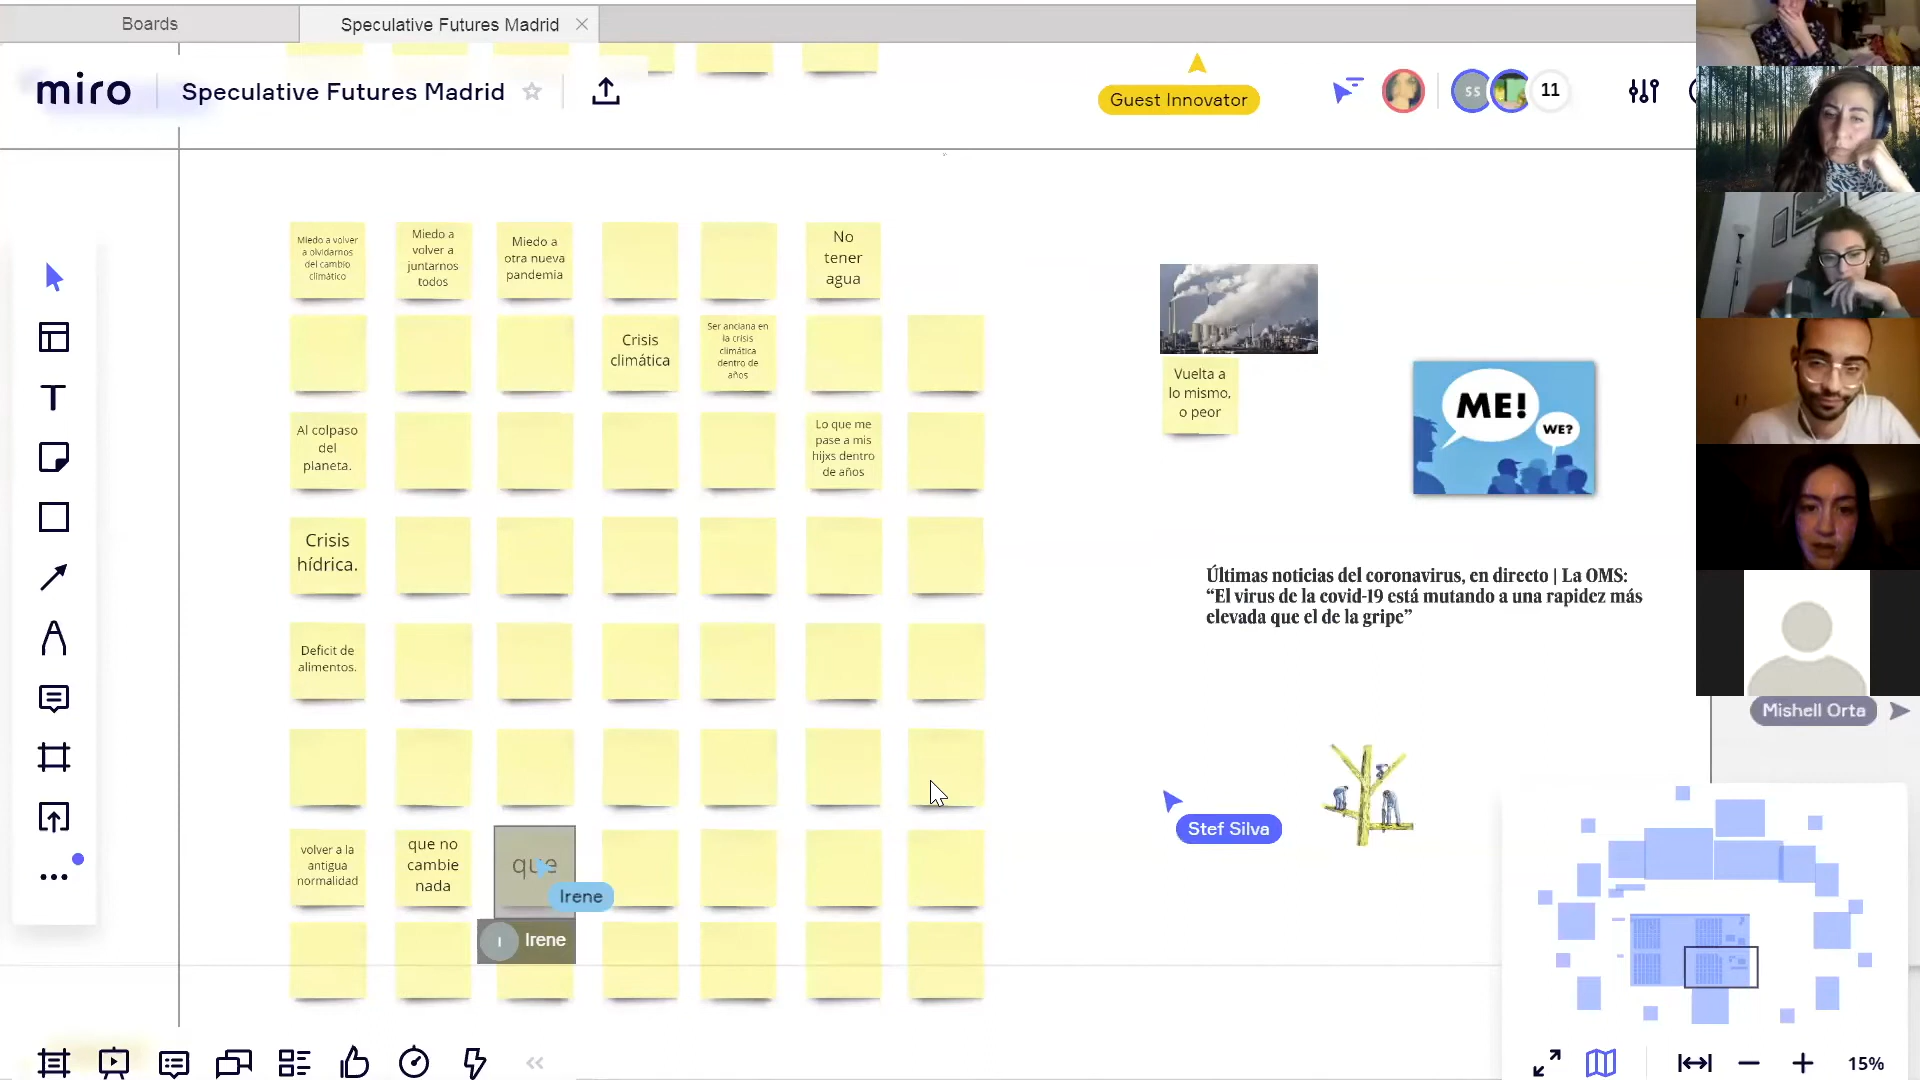 Boards
Speculative Futures Madrid
miro
Speculative Futures Madrid
Guest Innovator
SS
11
Miedo a volver
a olvidarnos
del cambio
climático
Miedo a
volver a
juntarnos
todos
Miedo a
otra nueva
pandemia
No
tener
agua
Crisis
climática
Ser anciana en
la crisis
climática
dentro de
años
Vuelta a
lo mismo,
o peor
ME!
WE?
Al colpaso
del
planeta.
Lo que me
pase a mis
hijxs dentro
de años
Crisis
hídrica.
Últimas noticias del coronavirus, en directo | La OMS:
“El virus de la covid-19 está mutando a una rapidez más
elevada que el de la gripe”
Deficit de
alimentos.
Mishell Orta
Stef Silva
volver a la
antigua
normalidad
que no
cambie
nada
que
Irene
I Irene
15%